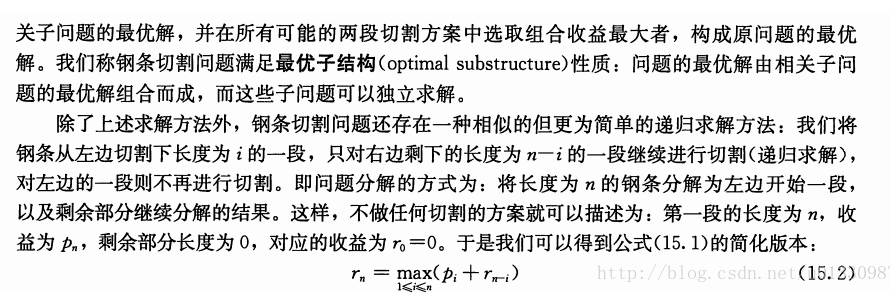 关子问题的最优解，并在所有可能的两段切割方案中选取组合收益最大者，构成原问题的最优
解。我们称钢条切割问题满足最优子结构(optimal substructure)性质：问题的最优解由相关子问
题的最优解组合而成，而这些子问题可以独立求解。
除了上述求解方法外，钢条切割问题还存在一种相似的但更为简单的递归求解方法：我们将
钢条从左边切割下长度为 i 的一段，只对右边剩下的长度为 n−i 的一段继续进行切割(递归求解)，
对左边的一段则不再进行切割。即问题分解的方式为：将长度为 n 的钢条分解为左边开始一段，
以及剩余部分继续分解的结果。这样，不做任何切割的方案就可以描述为：第一段的长度为 n，收
益为 pₙ，剩余部分长度为 0，对应的收益为 r₀=0。于是我们可以得到公式(15.1)的简化版本：
rₙ = max(pᵢ + rₙ₋ᵢ) (15.2)
1≤i≤n
http://blog.csdn.net/